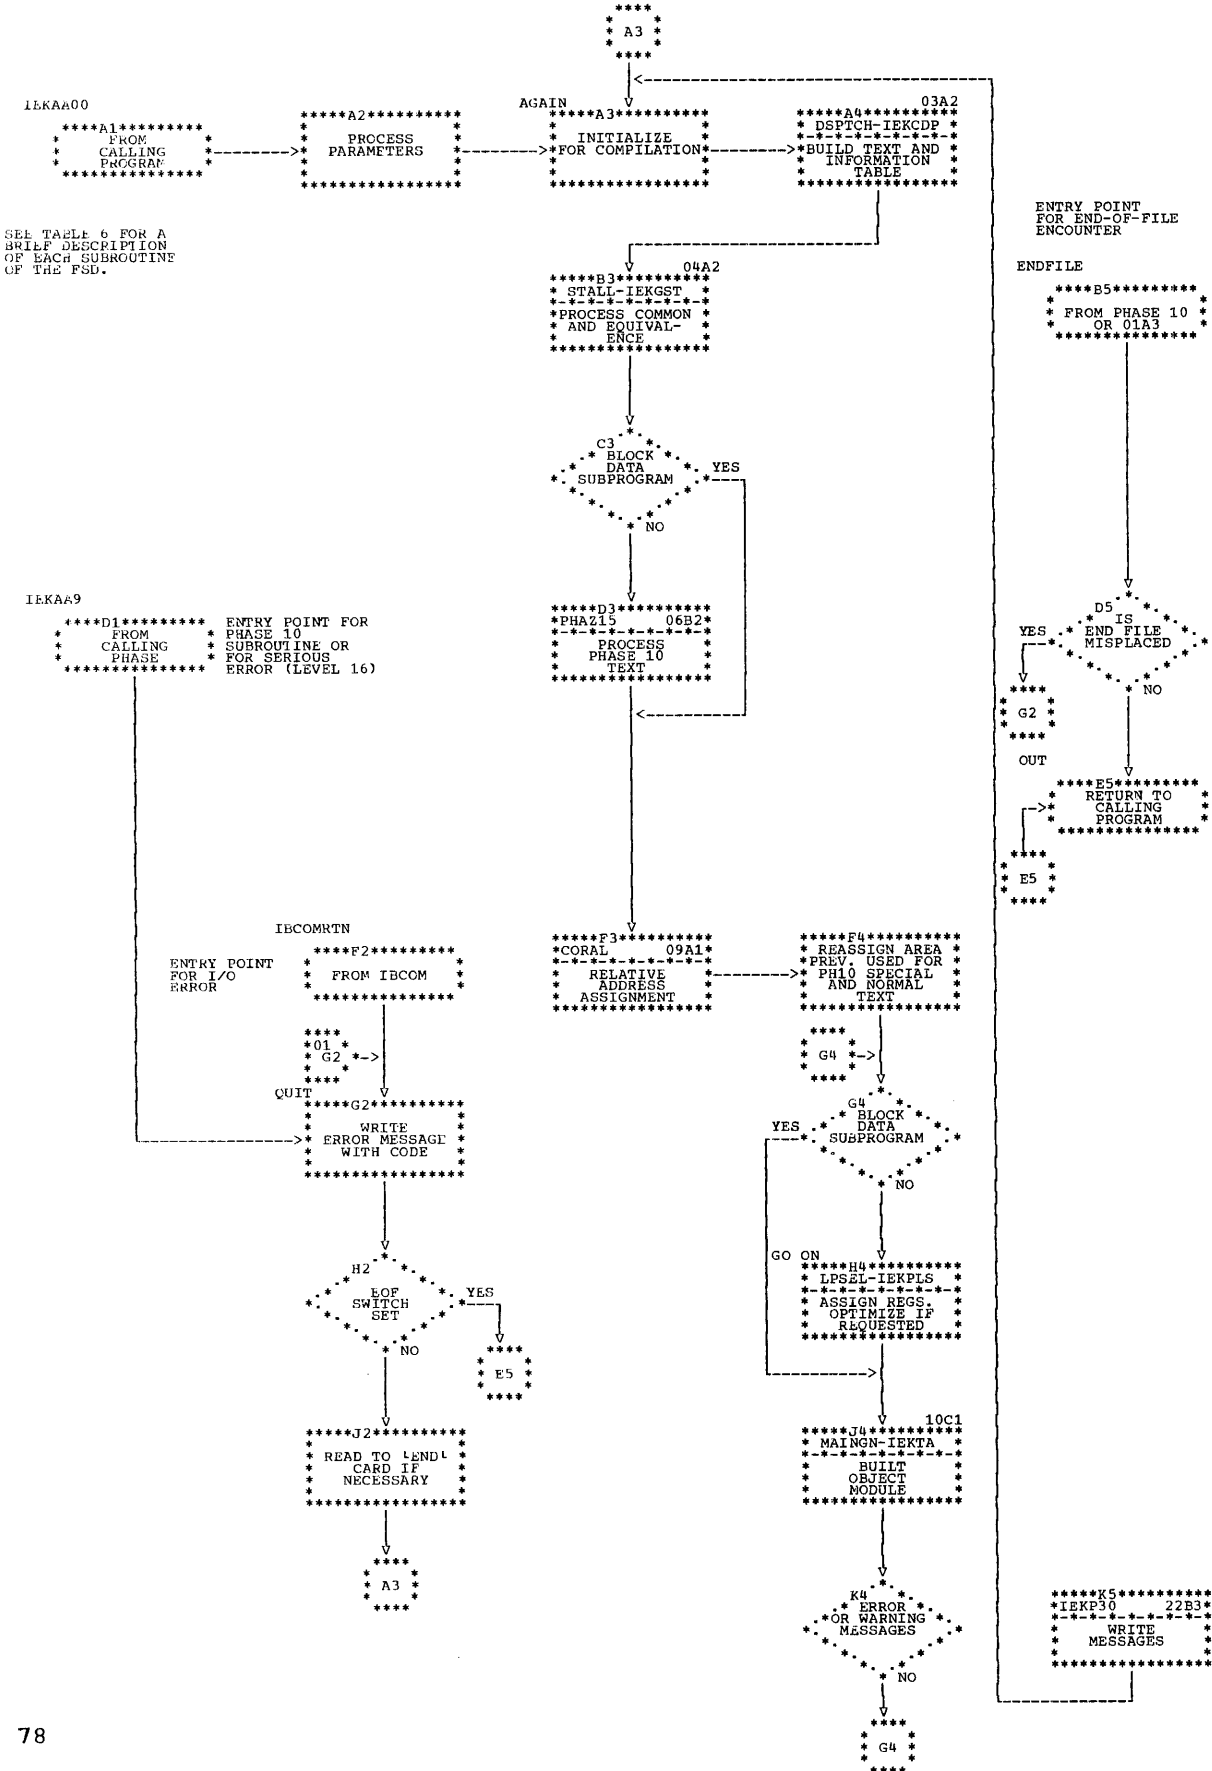 A3
IEKAA00
A1
FROM
CALLING
PROGRAM
A2
PROCESS
PARAMETERS
AGAIN
A3
INITIALIZE
FOR COMPILATION
03A2
A4
DSPTCH-IEKCDP
BUILD TEXT AND
INFORMATION
TABLE
SEE TABLE 6 FOR A
BRIEF DESCRIPTION
OF EACH SUBROUTINE
OF THE FSD.
ENTRY POINT
FOR END-OF-FILE
ENCOUNTER
ENDFILE
B5
FROM PHASE 10
OR 01A3
04A2
B3
STALL-IEKGST
PROCESS COMMON
AND EQUIVAL-
ENCE
C3
BLOCK
DATA
SUBPROGRAM
YES
NO
IEKAA9
D1
FROM
CALLING
PHASE
ENTRY POINT FOR
PHASE 10
SUBROUTINE OR
FOR SERIOUS
ERROR (LEVEL 16)
D3
PHAZ15 06B2
PROCESS
PHASE 10
TEXT
D5
IS
END FILE
MISPLACED
YES
NO
G2
OUT
E5
RETURN TO
CALLING
PROGRAM
E5
IBCOMRTN
F2
FROM IBCOM
ENTRY POINT
FOR I/O
ERROR
F3
CORAL 09A1
RELATIVE
ADDRESS
ASSIGNMENT
F4
REASSIGN AREA
PREV. USED FOR
PH10 SPECIAL
AND NORMAL
TEXT
01
G2
G4
QUIT
G2
WRITE
ERROR MESSAGE
WITH CODE
G4
BLOCK
DATA
SUBPROGRAM
YES
NO
H2
EOF
SWITCH
SET
YES
NO
E5
GO ON
H4
LPSEL-IEKPLS
ASSIGN REGS.
OPTIMIZE IF
REQUESTED
J2
READ TO └END└
CARD IF
NECESSARY
A3
10C1
J4
MAINGN-IEKTA
BUILT
OBJECT
MODULE
K4
ERROR
OR WARNING
MESSAGES
NO
G4
K5
IEKP30 22B3
WRITE
MESSAGES
78